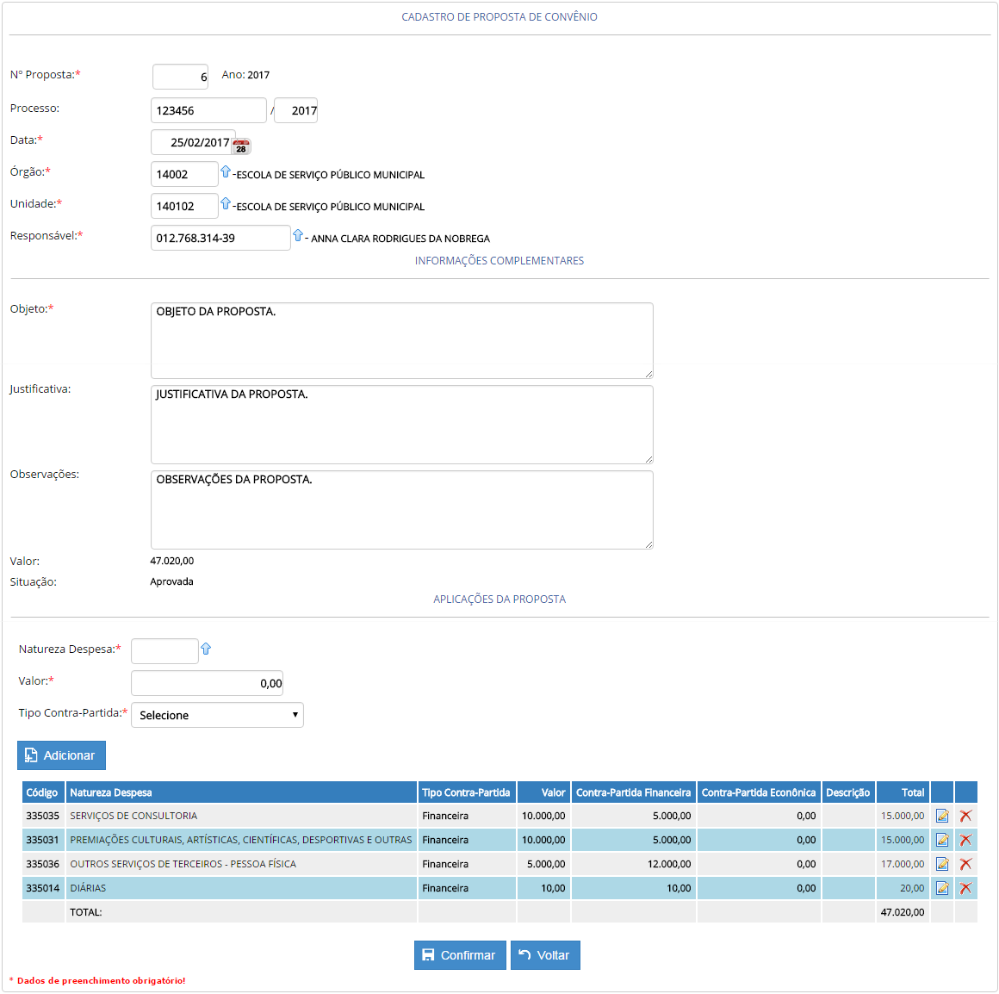 CADASTRO DE PROPOSTA DE CONVÊNIO
Nº Proposta:* 6 Ano: 2017
Processo: 123456 / 2017
Data:* 25/02/2017 28
Órgão:* 14002 -ESCOLA DE SERVIÇO PÚBLICO MUNICIPAL
Unidade:* 140102 -ESCOLA DE SERVIÇO PÚBLICO MUNICIPAL
Responsável:* 012.768.314-39 - ANNA CLARA RODRIGUES DA NOBREGA
INFORMAÇÕES COMPLEMENTARES
Objeto:* OBJETO DA PROPOSTA.
Justificativa: JUSTIFICATIVA DA PROPOSTA.
Observações: OBSERVAÇÕES DA PROPOSTA.
Valor: 47.020,00
Situação: Aprovada
APLICAÇÕES DA PROPOSTA
Natureza Despesa:*
Valor:* 0,00
Tipo Contra-Partida:* Selecione
Adicionar
Código Natureza Despesa Tipo Contra-Partida Valor Contra-Partida Financeira Contra-Partida Econônica Descrição Total
335035 SERVIÇOS DE CONSULTORIA Financeira 10.000,00 5.000,00 0,00 15.000,00
335031 PREMIAÇÕES CULTURAIS, ARTÍSTICAS, CIENTÍFICAS, DESPORTIVAS E OUTRAS Financeira 10.000,00 5.000,00 0,00 15.000,00
335036 OUTROS SERVIÇOS DE TERCEIROS - PESSOA FÍSICA Financeira 5.000,00 12.000,00 0,00 17.000,00
335014 DIÁRIAS Financeira 10,00 10,00 0,00 20,00
TOTAL: 47.020,00
Confirmar Voltar
* Dados de preenchimento obrigatório!